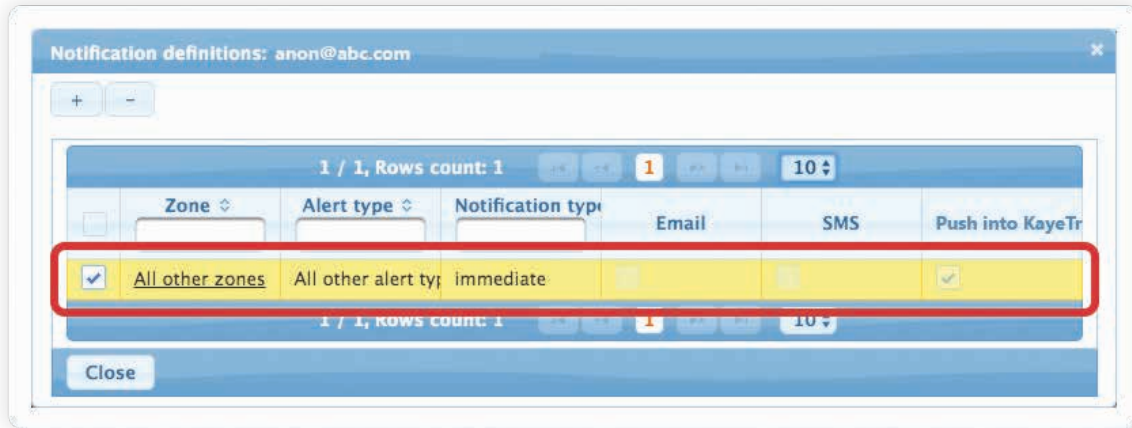 Notification definitions: anon@abc.com
+ -
1 / 1, Rows count: 1 1 10
Zone Alert type Notification type Email SMS Push into KayeTr
All other zones All other alert typ immediate
1 / 1, Rows count: 1 1 10
Close